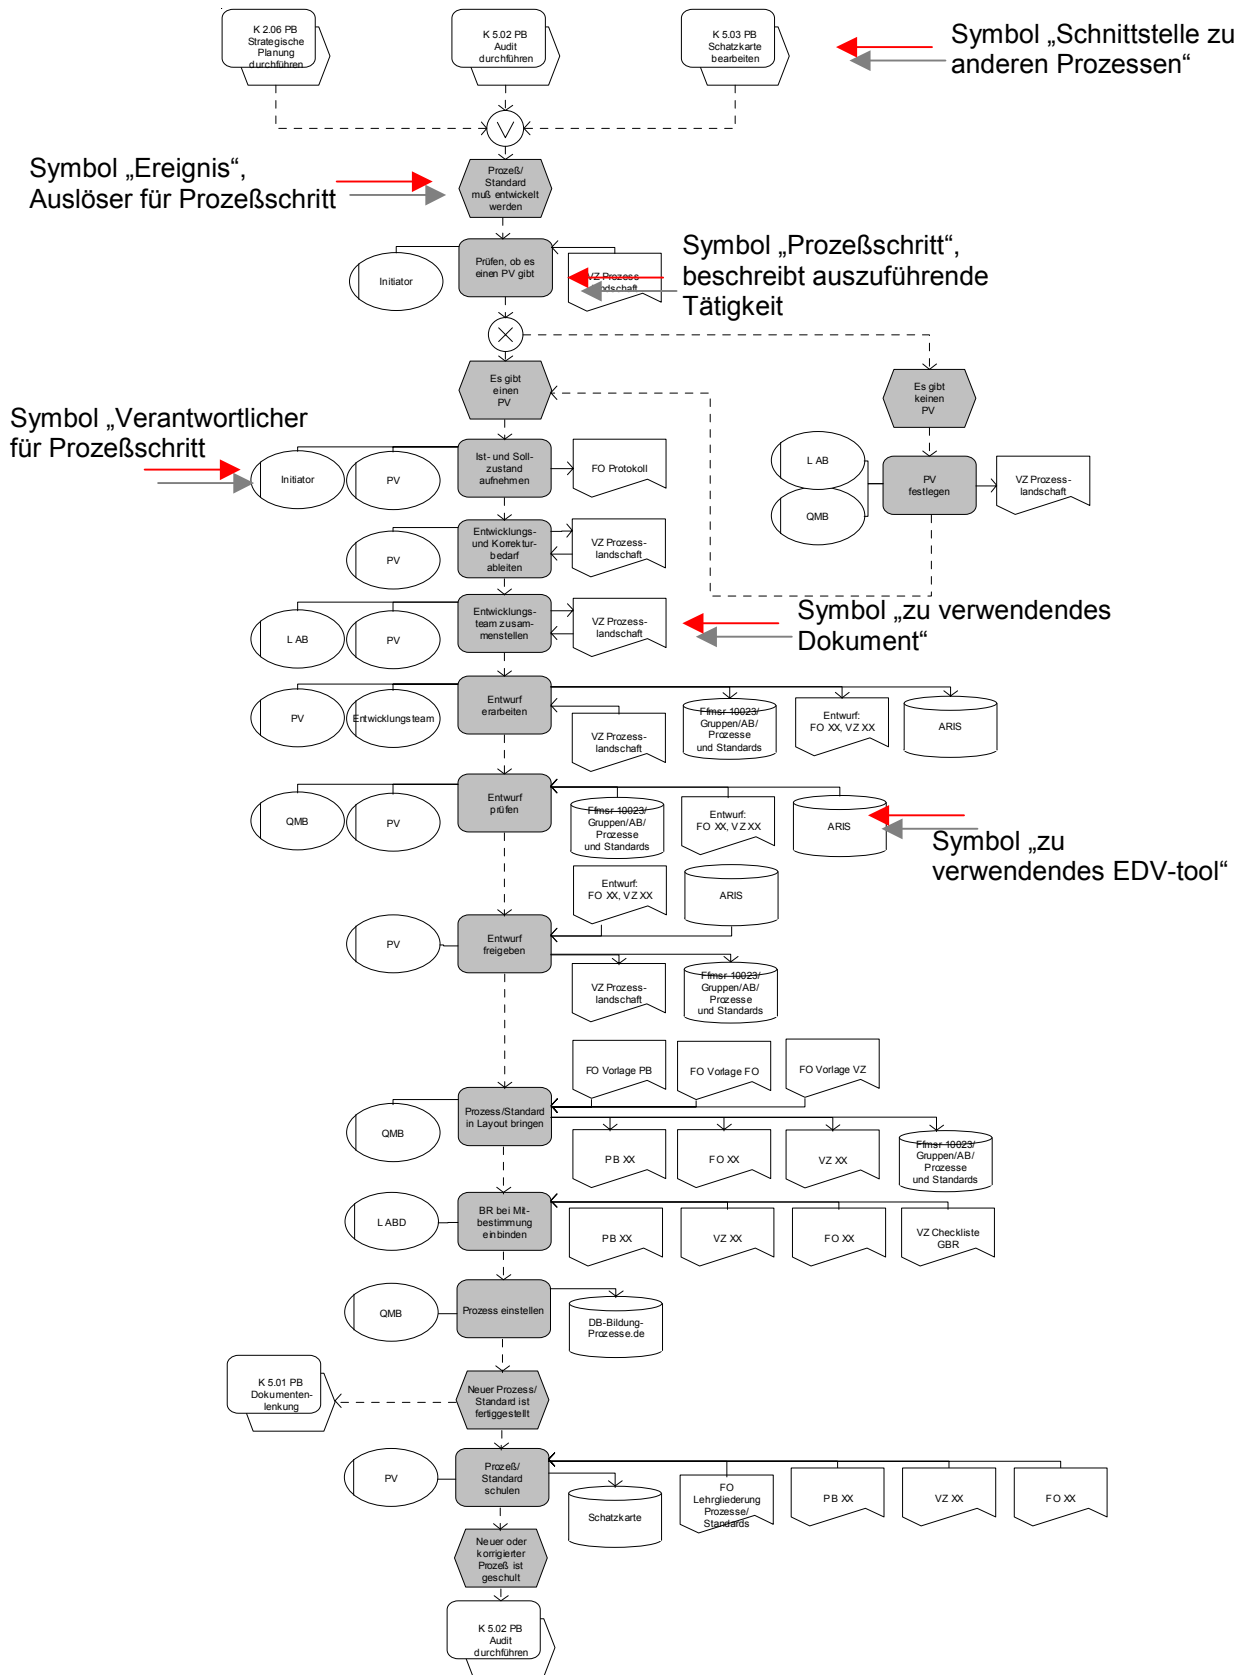 K 2.06 PB
Strategische
Planung
durchführen
K 5.02 PB
Audit
durchführen
K 5.03 PB
Schatzkarte
bearbeiten
Symbol „Schnittstelle zu
anderen Prozessen“
Symbol „Ereignis“,
Auslöser für Prozeßschritt
Prozeß/
Standard
muß entwickelt
werden
Initiator
Prüfen, ob es
einen PV gibt
VZ Prozess-
landschaft
Symbol „Prozeßschritt“,
beschreibt auszuführende
Tätigkeit
Es gibt
einen
PV
Es gibt
keinen
PV
Symbol „Verantwortlicher
für Prozeßschritt
Initiator
PV
Ist- und Soll-
zustand
aufnehmen
FO Protokoll
L AB
QMB
PV
festlegen
VZ Prozess-
landschaft
PV
Entwicklungs-
und Korrektur-
bedarf
ableiten
VZ Prozess-
landschaft
L AB
PV
Entwicklungs-
team zusam-
menstellen
VZ Prozess-
landschaft
Symbol „zu verwendendes
Dokument“
PV
Entwicklungsteam
Entwurf
erarbeiten
VZ Prozess-
landschaft
Ffmsr 10023/
Gruppen/AB/
Prozesse
und Standards
Entwurf:
FO XX, VZ XX
ARIS
QMB
PV
Entwurf
prüfen
Ffmsr 10023/
Gruppen/AB/
Prozesse
und Standards
Entwurf:
FO XX, VZ XX
ARIS
Symbol „zu
verwendendes EDV-tool“
Entwurf:
FO XX, VZ XX
ARIS
PV
Entwurf
freigeben
VZ Prozess-
landschaft
Ffmsr 10023/
Gruppen/AB/
Prozesse
und Standards
FO Vorlage PB
FO Vorlage FO
FO Vorlage VZ
QMB
Prozess/Standard
in Layout bringen
PB XX
FO XX
VZ XX
Ffmsr 10023/
Gruppen/AB/
Prozesse
und Standards
L ABD
BR bei Mit-
bestimmung
einbinden
PB XX
VZ XX
FO XX
VZ Checkliste
GBR
QMB
Prozess einstellen
DB-Bildung-
Prozesse.de
K 5.01 PB
Dokumenten-
lenkung
Neuer Prozess/
Standard ist
fertiggestellt
PV
Prozeß/
Standard
schulen
Schatzkarte
FO
Lehrgliederung
Prozesse/
Standards
PB XX
VZ XX
FO XX
Neuer oder
korrigierter
Prozeß ist
geschult
K 5.02 PB
Audit
durchführen